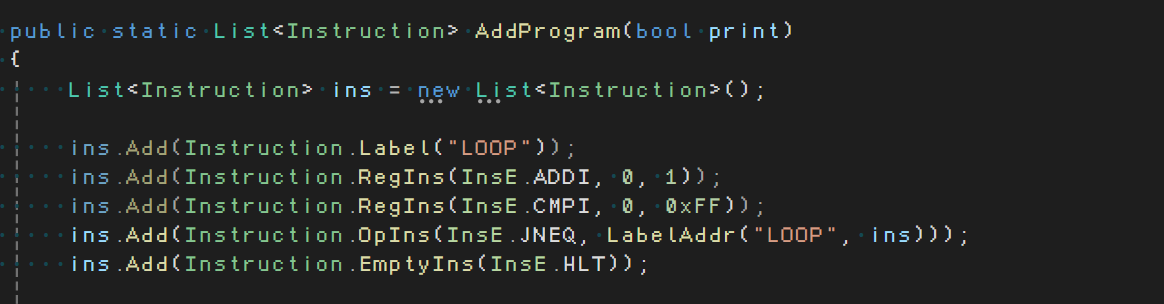 public static List<Instruction> AddProgram(bool print)
{
List<Instruction> ins = new List<Instruction>();
ins.Add(Instruction.Label("LOOP"));
ins.Add(Instruction.RegIns(InsE.ADDI, 0, 1));
ins.Add(Instruction.RegIns(InsE.CMPI, 0, 0xFF));
ins.Add(Instruction.OpIns(InsE.JNEQ, LabelAddr("LOOP", ins)));
ins.Add(Instruction.EmptyIns(InsE.HLT));